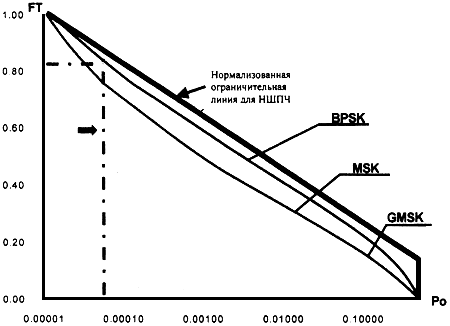 FT
1.00
0.80
0.60
0.40
0.20
0.00
Нормализованная
ограничительная
линия для НШПЧ
BPSK
MSK
GMSK
Po
0.00001 0.00010 0.00100 0.01000 0.10000